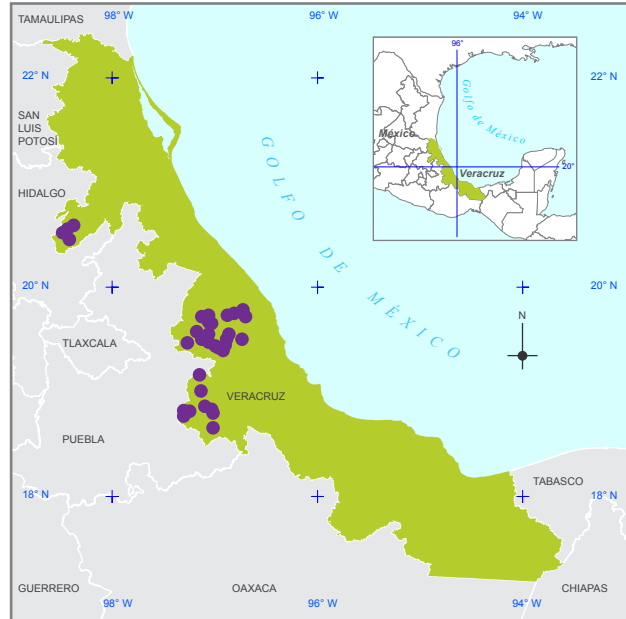 TAMAULIPAS
98° W
96° W
94° W
22° N
22° N
SAN
LUIS
POTOSÍ
HIDALGO
GOLFO DE MÉXICO
96°
Golfo de México
México
20°
Veracruz
20° N
20° N
N
TLAXCALA
VERACRUZ
PUEBLA
18° N
18° N
TABASCO
GUERRERO
OAXACA
CHIAPAS
98° W
96° W
94° W